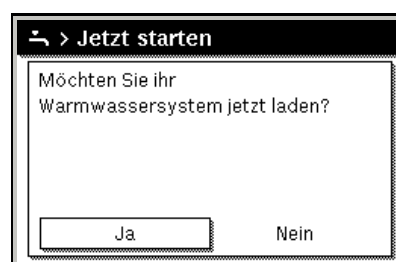 > Jetzt starten
Möchten Sie ihr
Warmwassersystem jetzt laden?
Ja
Nein